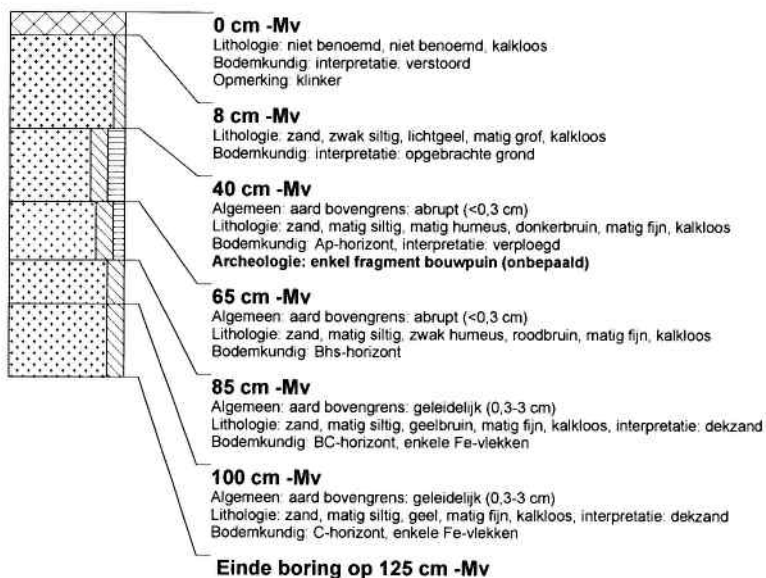 0 cm -Mv
Lithologie: niet benoemd, niet benoemd, kalkloos
Bodemkundig: interpretatie: verstoord
Opmerking: klinker
8 cm -Mv
Lithologie: zand, zwak siltig, lichtgeel, matig grof, kalkloos
Bodemkundig: interpretatie: opgebrachte grond
40 cm -Mv
Algemeen: aard bovengrens: abrupt (<0,3 cm)
Lithologie: zand, matig siltig, matig humeus, donkerbruin, matig fijn, kalkloos
Bodemkundig: Ap-horizont, interpretatie: verploegd
Archeologie: enkel fragment bouwpuin (onbepaald)
65 cm -Mv
Algemeen: aard bovengrens: abrupt (<0,3 cm)
Lithologie: zand, matig siltig, zwak humeus, roodbruin, matig fijn, kalkloos
Bodemkundig: Bhs-horizont
85 cm -Mv
Algemeen: aard bovengrens: geleidelijk (0,3-3 cm)
Lithologie: zand, matig siltig, geelbruin, matig fijn, kalkloos, interpretatie: dekzand
Bodemkundig: BC-horizont, enkele Fe-vlekken
100 cm -Mv
Algemeen: aard bovengrens: geleidelijk (0,3-3 cm)
Lithologie: zand, matig siltig, geel, matig fijn, kalkloos, interpretatie: dekzand
Bodemkundig: C-horizont, enkele Fe-vlekken
Einde boring op 125 cm -Mv